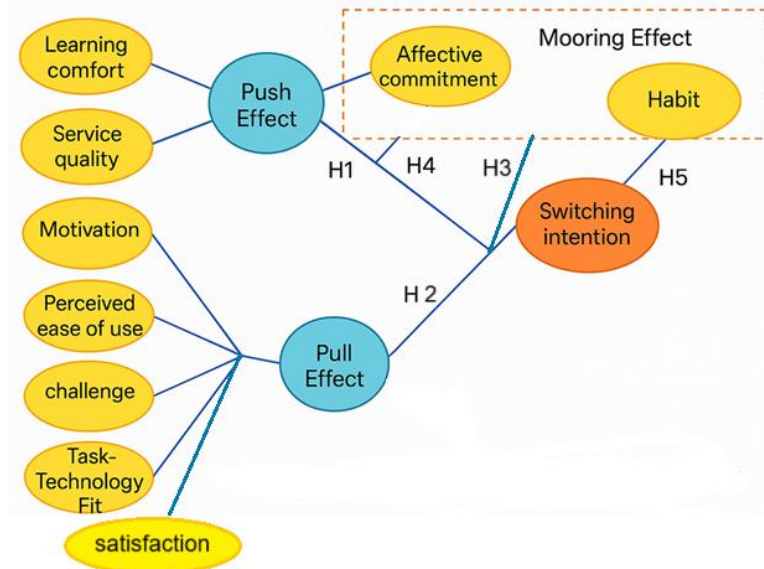 Learning
comfort
Service
quality
Push
Effect
Affective
commitment
Mooring Effect
Habit
H1
H4
H3
H5
Switching
intention
Motivation
Perceived
ease of use
challenge
Task-
Technology
Fit
satisfaction
Pull
Effect
H 2